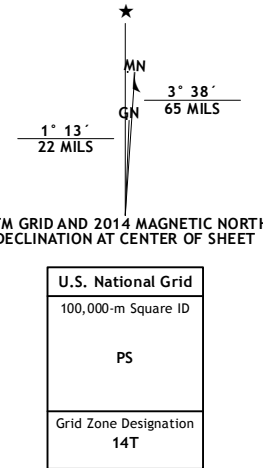 ★
MN
3° 38´
65 MILS
GN
1° 13´
22 MILS
TM GRID AND 2014 MAGNETIC NORTH
DECLINATION AT CENTER OF SHEET
U.S. National Grid
100,000-m Square ID
PS
Grid Zone Designation
14T